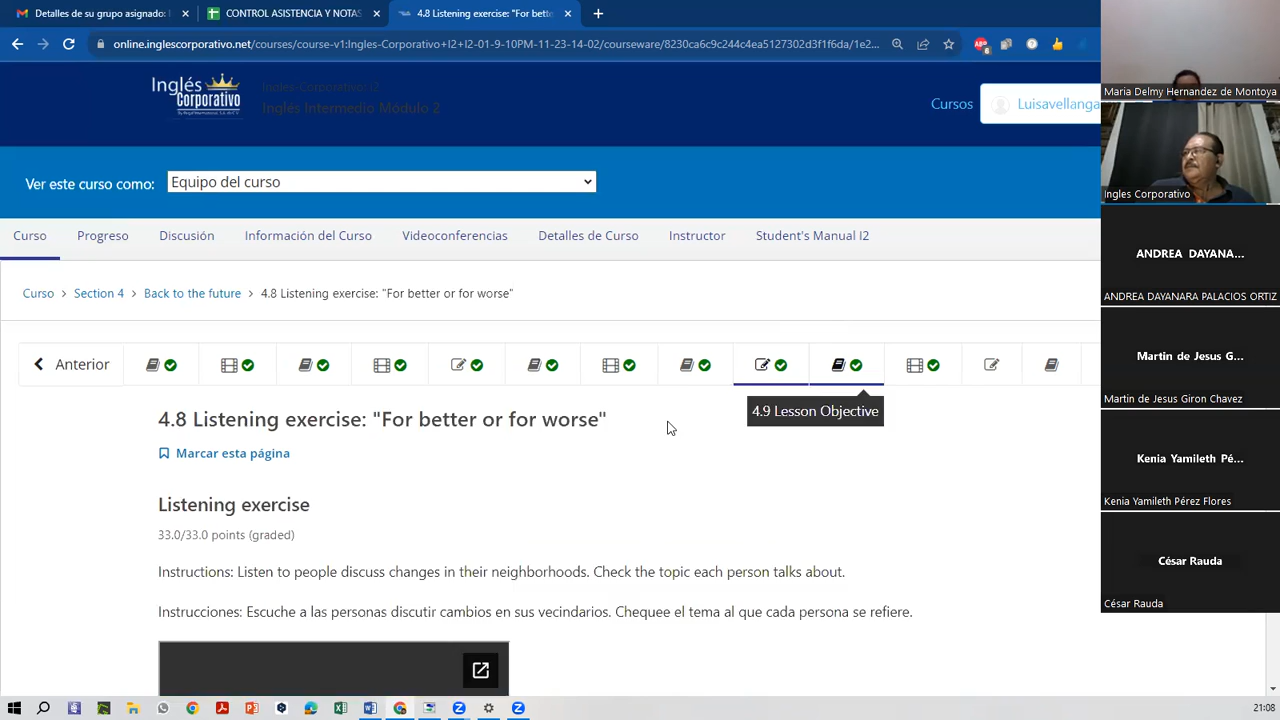 Detalles de su grupo asignado: I
CONTROL ASISTENCIA Y NOTAS
4.8 Listening exercise: "For bett
online.inglescorporativo.net/courses/course-v1:Ingles-Corporativo+I2+I2-01-9-10PM-11-23-14-02/courseware/8230ca6c9c244c4ea5127302d3f1f6da/1e2...
Inglés
Corporativo
Ingles Corporativo: I2
Inglés Intermedio Módulo 2
Cursos
Luisavellanga
Ver este curso como:
Equipo del curso
Curso
Progreso
Discusión
Información del Curso
Videoconferencias
Detalles de Curso
Instructor
Student's Manual I2
Curso > Section 4 > Back to the future > 4.8 Listening exercise: "For better or for worse"
Anterior
4.9 Lesson Objective
4.8 Listening exercise: "For better or for worse"
Marcar esta página
Listening exercise
33.0/33.0 points (graded)
Instructions: Listen to people discuss changes in their neighborhoods. Check the topic each person talks about.
Instrucciones: Escuche a las personas discutir cambios en sus vecindarios. Chequee el tema al que cada persona se refiere.
Maria Delmy Hernandez de Montoya
Ingles Corporativo
ANDREA DAYANA...
ANDREA DAYANARA PALACIOS ORTIZ
Martin de Jesus G...
Martin de Jesus Giron Chavez
Kenia Yamileth Pé...
Kenia Yamileth Pérez Flores
César Rauda
César Rauda
21:08